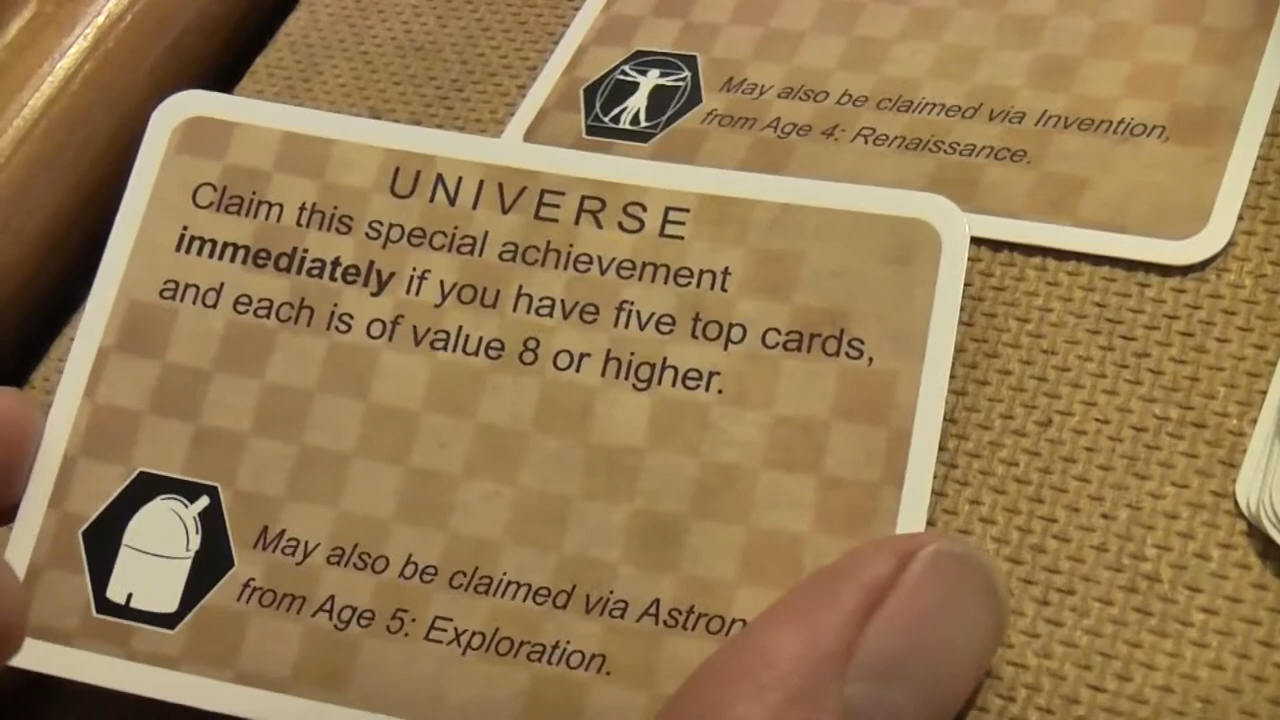 May also be claimed via Invention,
from Age 4: Renaissance.
UNIVERSE
Claim this special achievement
immediately if you have five top cards,
and each is of value 8 or higher.
May also be claimed via Astron
from Age 5: Exploration.